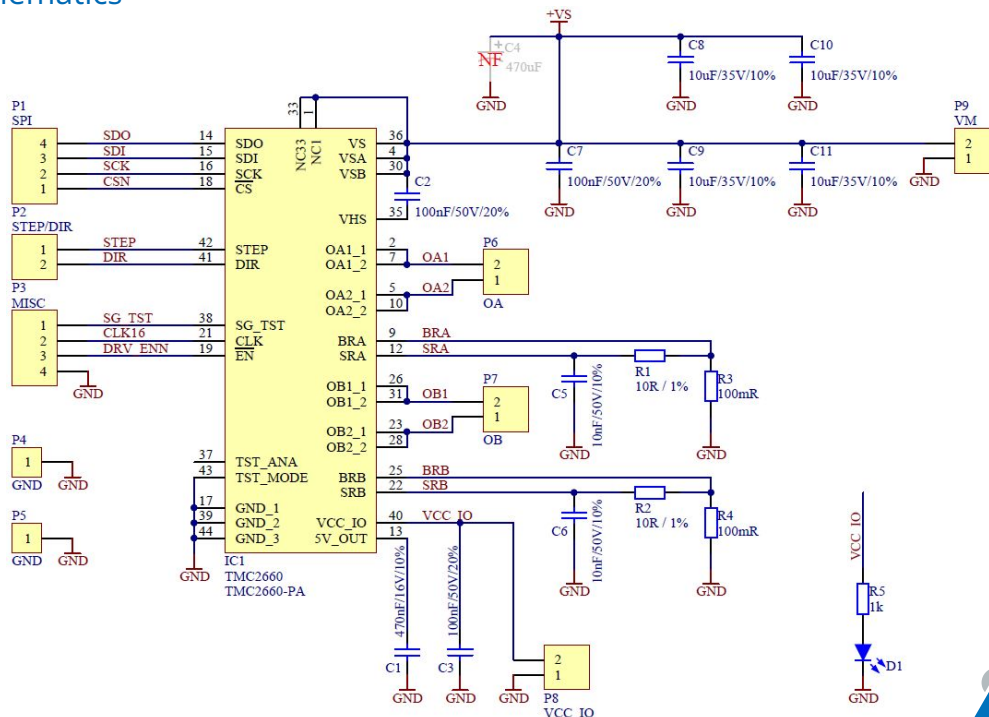 ematics
+VS
C4
NF
470uF
GND
C8
10uF/35V/10%
GND
C10
10uF/35V/10%
GND
P1
SPI
4
3
2
1
SDO
SDI
SCK
CSN
14
15
16
18
P2
STEP/DIR
1
2
STEP
DIR
42
41
P3
MISC
1
2
3
4
SG_TST
CLK16
DRV_ENN
38
21
19
GND
P4
1
GND
GND
P5
1
GND
GND
33
1
NC33
NC1
SDO
SDI
SCK
CS
STEP
DIR
SG_TST
CLK
EN
37
43
TST_ANA
TST_MODE
17
39
44
GND_1
GND_2
GND_3
GND
IC1
TMC2660
TMC2660-PA
VS
VSA
VSB
VHS
36
4
30
35
C2
100nF/50V/20%
C7
100nF/50V/20%
GND
C9
10uF/35V/10%
GND
C11
10uF/35V/10%
GND
P9
VM
2
1
GND
OA1_1
OA1_2
OA2_1
OA2_2
2
7
5
10
OA1
OA2
P6
2
1
OA
BRA
SRA
9
12
BRA
SRA
C5
10nF/50V/10%
GND
R1
10R / 1%
R3
100mR
GND
OB1_1
OB1_2
OB2_1
OB2_2
26
31
23
28
OB1
OB2
P7
2
1
OB
BRB
SRB
25
22
BRB
SRB
C6
10nF/50V/10%
GND
R2
10R / 1%
R4
100mR
GND
VCC_IO
5V_OUT
40
13
VCC_IO
470nF/16V/10%
C1
GND
100nF/50V/20%
C3
GND
GND
2
1
P8
VCC_IO
VCC_IO
R5
1k
D1
GND